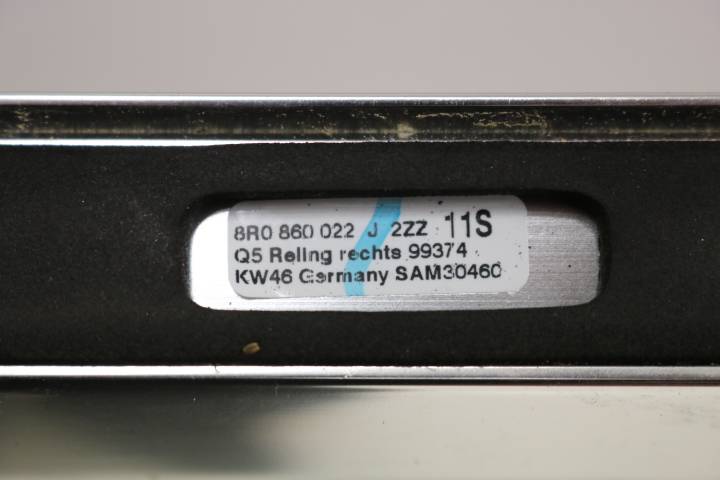 8R0 860 022 J 2ZZ 11S
Q5 Reling rechts 99374
KW46 Germany SAM30460